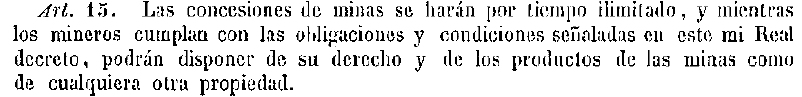 Art. 15. Las concesiones de minas se harán por tiempo ilimitado, y mientras
los mineros cumplan con las obligaciones y condiciones señaladas en este mi Real
decreto, podrán disponer de su derecho y de los productos de las minas como
de cualquiera otra propiedad.